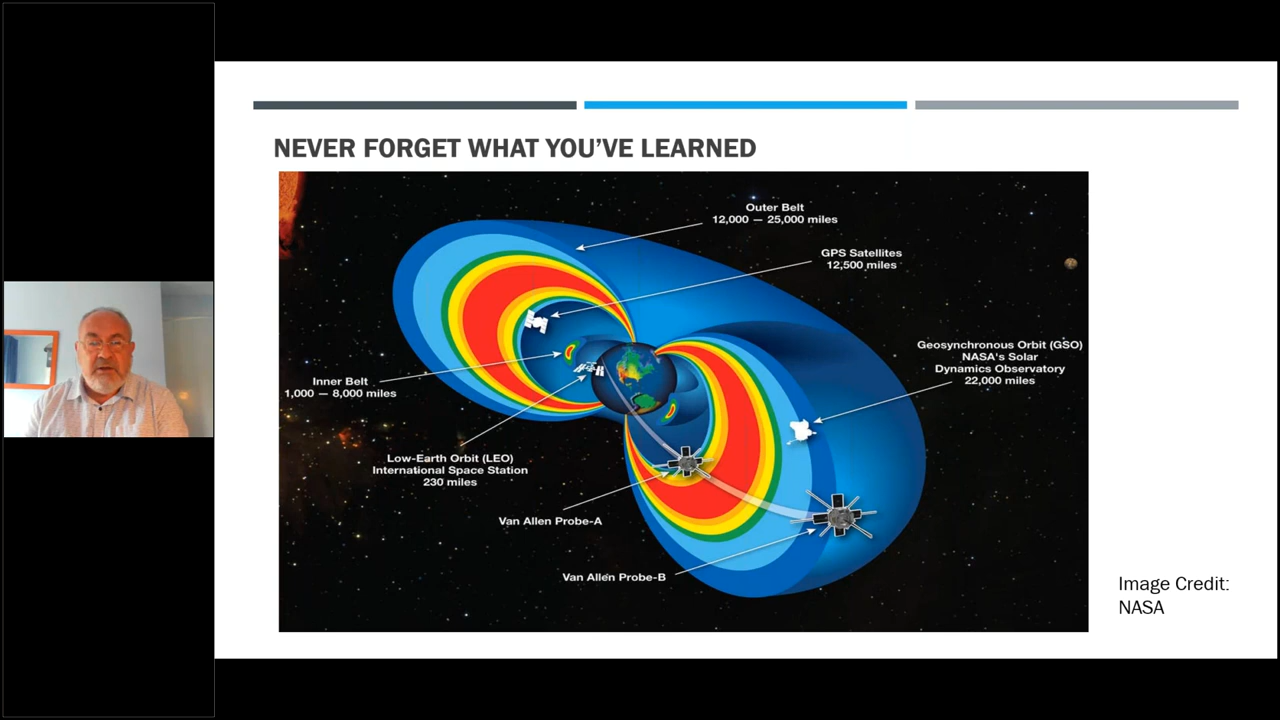 NEVER FORGET WHAT YOU'VE LEARNED
Outer Belt
12,000 — 25,000 miles
GPS Satellites
12,500 miles
Geosynchronous Orbit (GSO)
NASA's Solar
Dynamics Observatory
22,000 miles
Inner Belt
1,000 — 8,000 miles
Low-Earth Orbit (LEO)
International Space Station
230 miles
Van Allen Probe-A
Van Allen Probe-B
Image Credit:
NASA